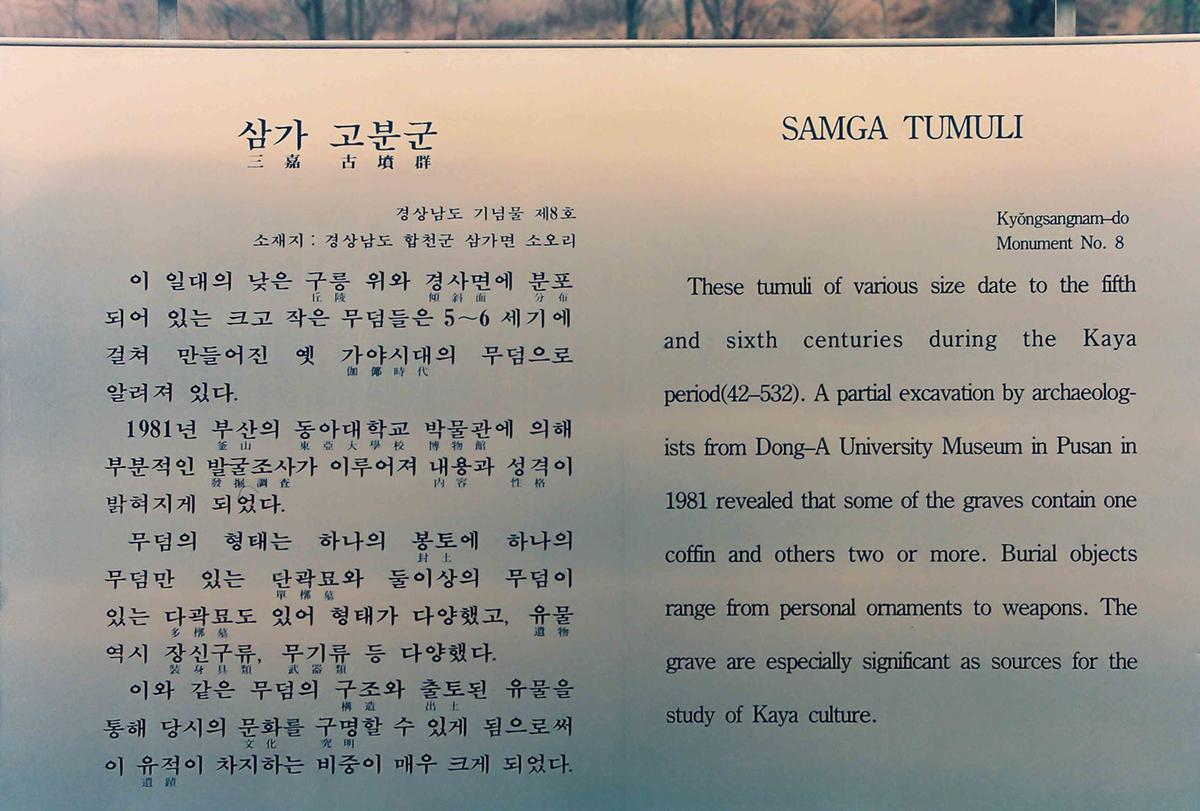 삼가 고분군
三嘉 古墳群
경상남도 기념물 제8호
소재지 : 경상남도 합천군 삼가면 소오리
이 일대의 낮은 구릉 위와 경사면에 분포
丘陵 傾斜面 分布
되어 있는 크고 작은 무덤들은 5~6 세기에
걸쳐 만들어진 옛 가야시대의 무덤으로
伽倻時代
알려져 있다.
1981년 부산의 동아대학교 박물관에 의해
釜山 東亞大學校 博物館
부분적인 발굴조사가 이루어져 내용과 성격이
發掘調査 內容 性格
밝혀지게 되었다.
무덤의 형태는 하나의 봉토에 하나의
封土
무덤만 있는 단곽묘와 둘이상의 무덤이
單槨墓
있는 다곽묘도 있어 형태가 다양했고, 유물
多槨墓 遺物
역시 장신구류, 무기류 등 다양했다.
裝身具類 武器類
이와 같은 무덤의 구조와 출토된 유물을
構造 出土
통해 당시의 문화를 구명할 수 있게 됨으로써
文化 究明
이 유적이 차지하는 비중이 매우 크게 되었다.
遺蹟
SAMGA TUMULI
Kyŏngsangnam–do
Monument No. 8
These tumuli of various size date to the fifth
and sixth centuries during the Kaya
period(42–532). A partial excavation by archaeolog-
ists from Dong–A University Museum in Pusan in
1981 revealed that some of the graves contain one
coffin and others two or more. Burial objects
range from personal ornaments to weapons. The
grave are especially significant as sources for the
study of Kaya culture.